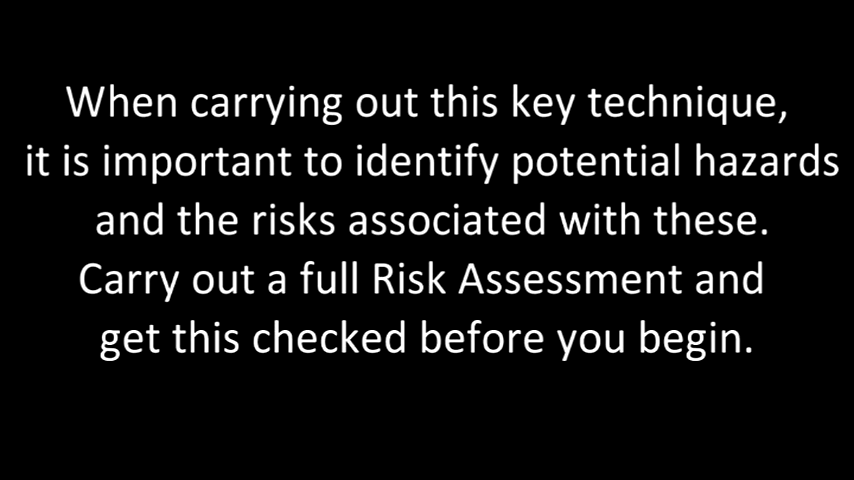 When carrying out this key technique,
it is important to identify potential hazards
and the risks associated with these.
Carry out a full Risk Assessment and
get this checked before you begin.